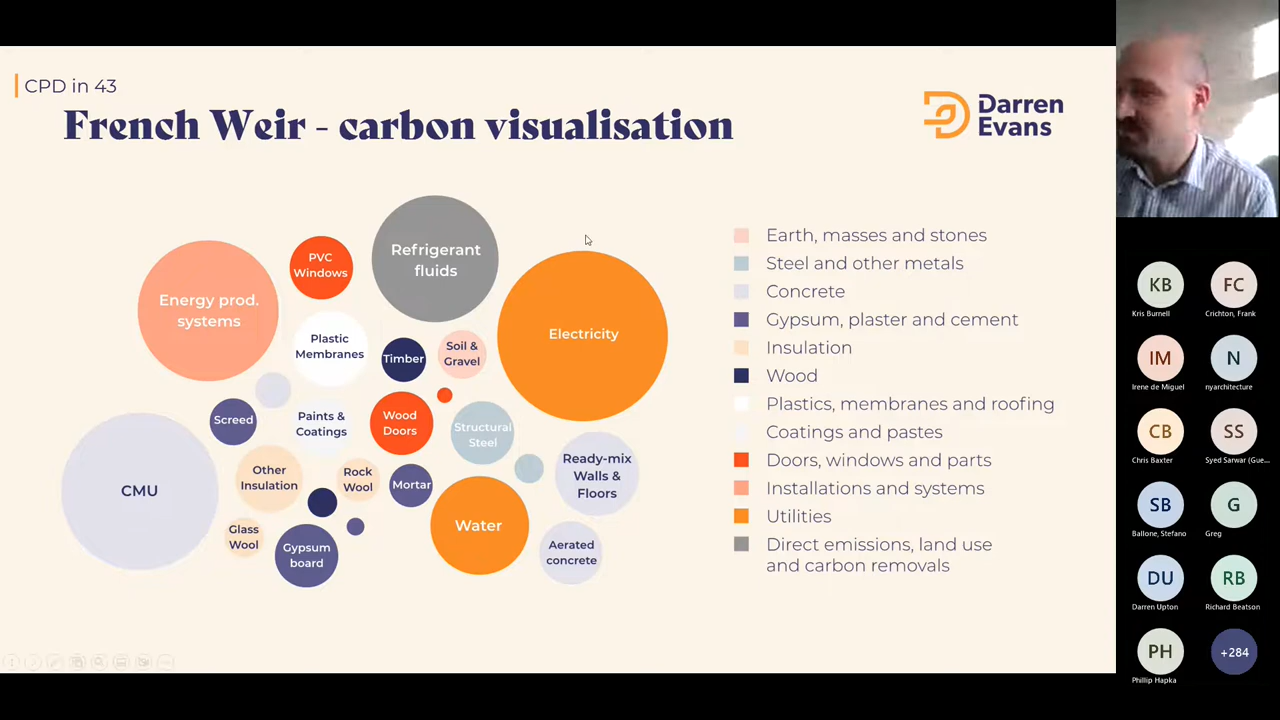 CPD in 43
French Weir - carbon visualisation
Darren
Evans
Refrigerant
fluids
PVC
Windows
Energy prod.
systems
Electricity
Plastic
Membranes
Timber
Soil &
Gravel
Screed
Paints &
Coatings
Wood
Doors
Structural
Steel
Ready-mix
Walls &
Floors
CMU
Other
Insulation
Rock
Wool
Mortar
Water
Glass
Wool
Gypsum
board
Aerated
concrete
Earth, masses and stones
Steel and other metals
Concrete
Gypsum, plaster and cement
Insulation
Wood
Plastics, membranes and roofing
Coatings and pastes
Doors, windows and parts
Installations and systems
Utilities
Direct emissions, land use
and carbon removals
KB
Kris Burnell
FC
Crichton, Frank
IM
Irene de Miguel
N
nyarchitecture
CB
Chris Baxter
SS
Syed Sarwar (Gue...
SB
Ballone, Stefano
G
Greg
DU
Darren Upton
RB
Richard Beatson
PH
Phillip Hapka
+284